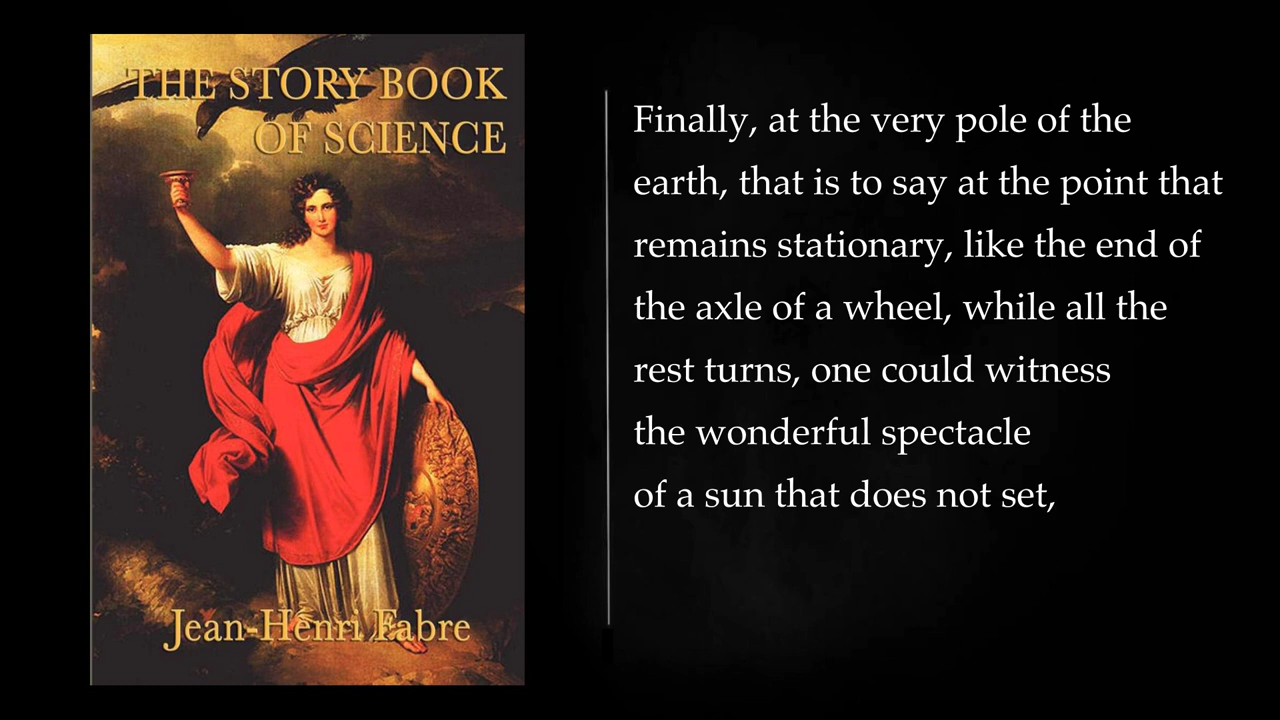 THE STORY BOOK
OF SCIENCE
Jean-Henri Fabre
Finally, at the very pole of the
earth, that is to say at the point that
remains stationary, like the end of
the axle of a wheel, while all the
rest turns, one could witness
the wonderful spectacle
of a sun that does not set,